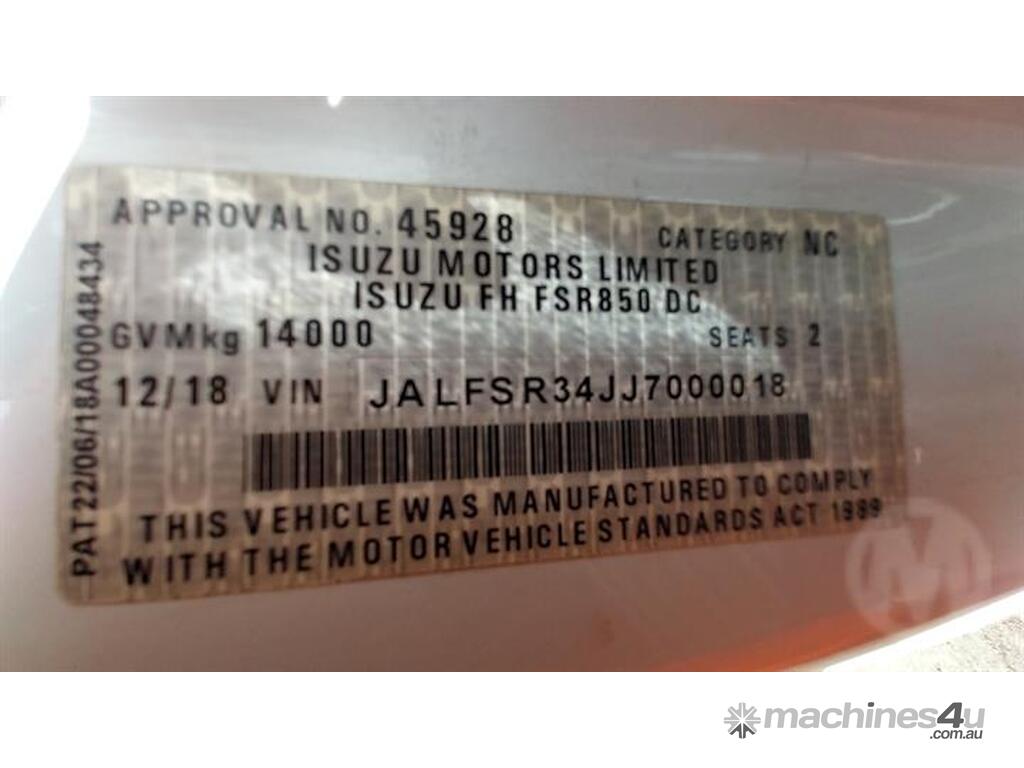 APPROVAL NO. 45928 CATEGORY NC
ISUZU MOTORS LIMITED
ISUZU FH FSR850 DC
GVMkg 14000 SEATS 2
12/18 VIN JALFSR34JJ7000018
THIS VEHICLE WAS MANUFACTURED TO COMPLY
WITH THE MOTOR VEHICLE STANDARDS ACT 1989
PAT22/06/18A00048434
M
machines4u
.com.au